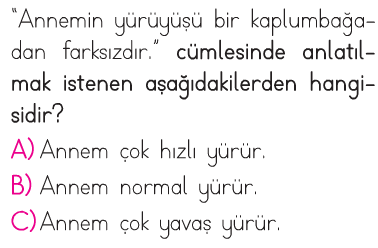 "Annemin yürüyüşü bir kaplumbağa-
dan farksızdır." cümlesinde anlatıl-
mak istenen aşağıdakilerden hangi-
sidir?
A) Annem çok hızlı yürür.
B) Annem normal yürür.
C) Annem çok yavaş yürür.